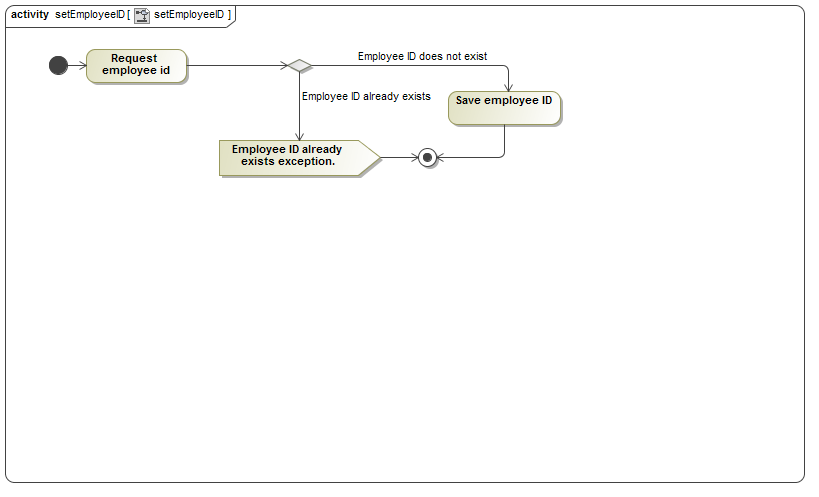 activity setEmployeeID [ setEmployeeID ]
Request
employee id
Employee ID does not exist
Employee ID already exists
Save employee ID
Employee ID already
exists exception.